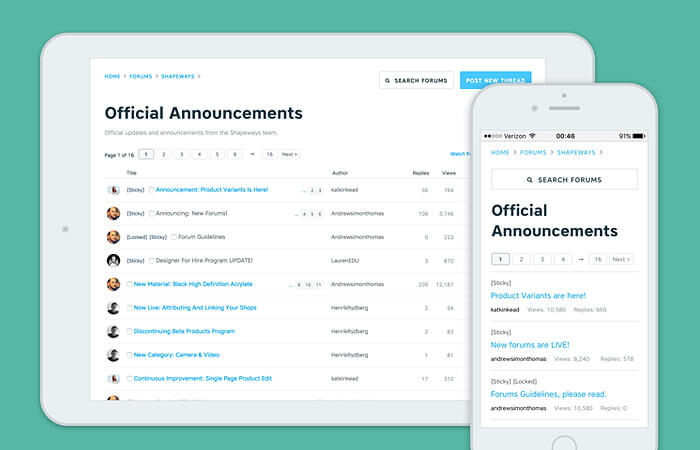 HOME > FORUMS > SHAPEWAYS >
SEARCH FORUMS
POST NEW THREAD
Official Announcements
Official updates and announcements from the Shapeways team.
Page 1 of 16 1 2 3 4 5 6 → 16 Next >
Watch
Title Author Replies Views
[Sticky] Announcement: Product Variants Is Here! ... 2 3 katkinkead 56 764
[Sticky] Announcing: New Forums! ... 4 5 6 Andrewsimonthomas 108 3,746
[Locked] [Sticky] Forum Guidelines Andrewsimonthomas 0 223
[Sticky] Designer For Hire Program UPDATE! LaurenEDU 3 870
New Material: Black High Definition Acrylate ... 9 10 11 Andrewsimonthomas 209 12,187
Now Live: Attributing And Linking Your Shops HenrikRydberg 2 94
Discontinuing Beta Products Program HenrikRydberg 2 83
New Category: Camera & Video HenrikRydberg 1 81
Continuous Improvement: Single Page Product Edit katkinkead 17 310
Verizon 00:46 91%
HOME > FORUMS > SHAPEWAYS >
SEARCH FORUMS
Official
Announcements
1 2 3 4 → 16 Next >
[Sticky]
Product Variants are here!
katkinkead Views: 10,580 Replies: 666
[Sticky]
New forums are LIVE!
andrewsimonthomas Views: 8,240 Replies: 578
[Sticky] [Locked]
Forums Guidelines, please read.
andrewsimonthomas Views: 10,580 Replies: 0